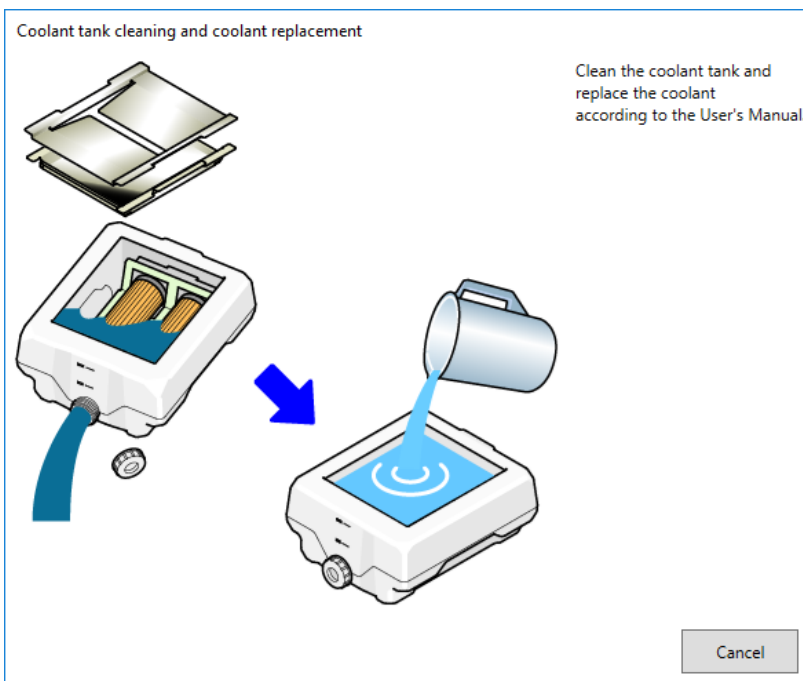 Coolant tank cleaning and coolant replacement
Clean the coolant tank and
replace the coolant
according to the User's Manual
Cancel